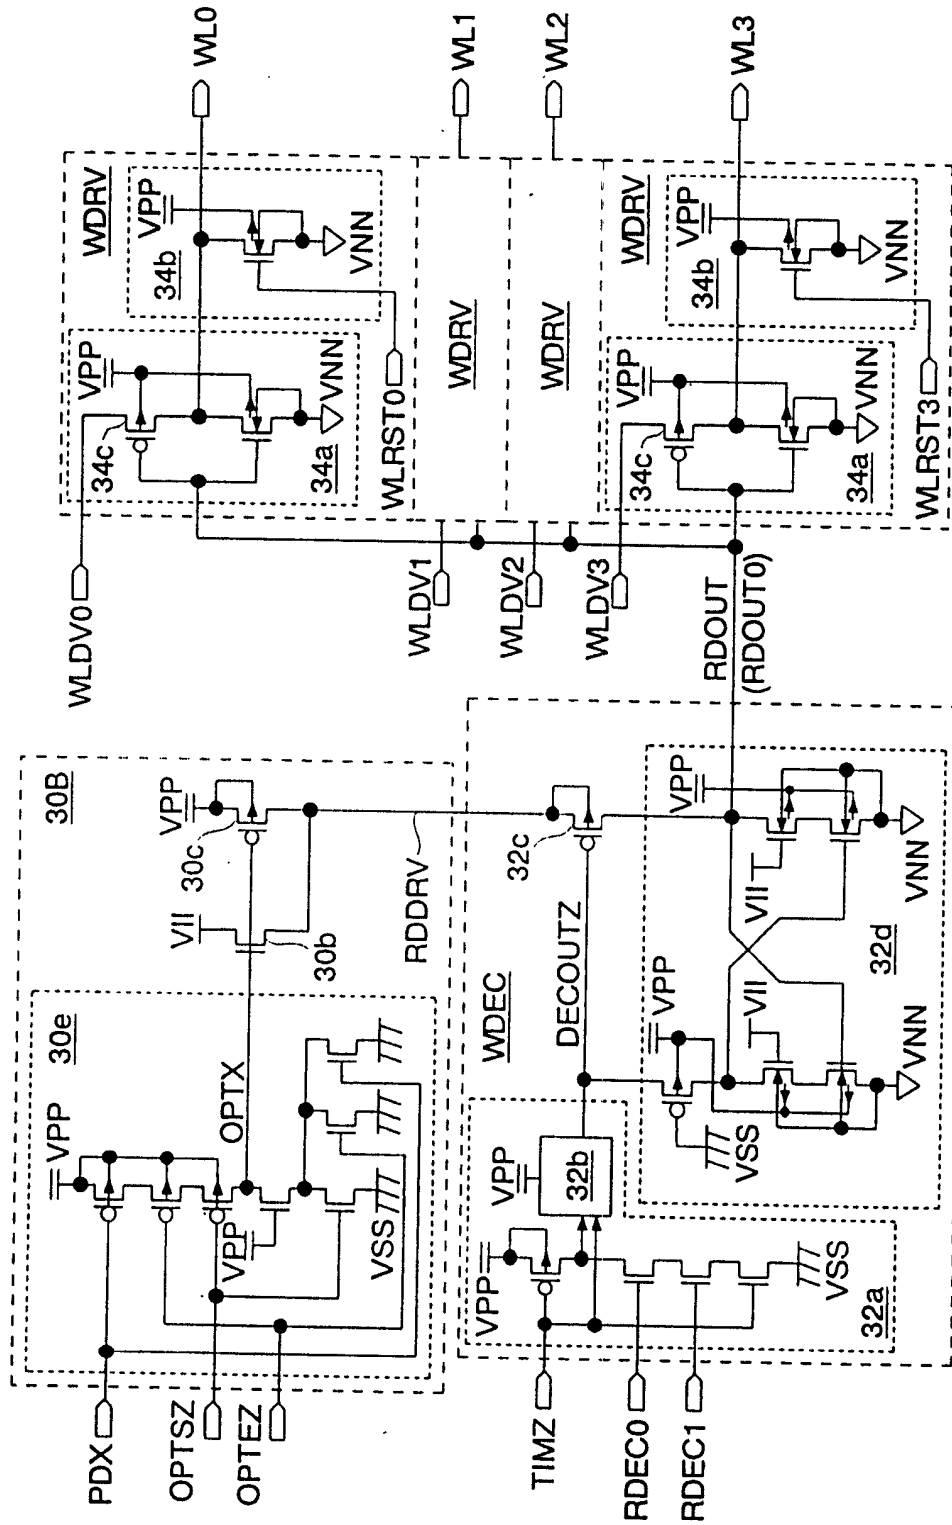 WL0
WL1
WL2
WL3
WDRV
VPP
34b
VNN
VPP
34c
34a
VNN
WLRST0
WDRV
WDRV
WDRV
VPP
34b
VNN
VPP
34c
34a
VNN
WLRST3
WLDV0
WLDV1
WLDV2
WLDV3
RDOUT
(RDOUT0)
30B
VPP
30c
VII
30b
RDDRV
30e
VPP
OPTX
VPP
VSS
PDX
OPTSZ
OPTEZ
WDEC
32c
DECOUTZ
VPP
VII
VNN
32d
VPP
VII
VNN
VSS
VPP
32b
VPP
VSS
32a
TIMZ
RDEC0
RDEC1